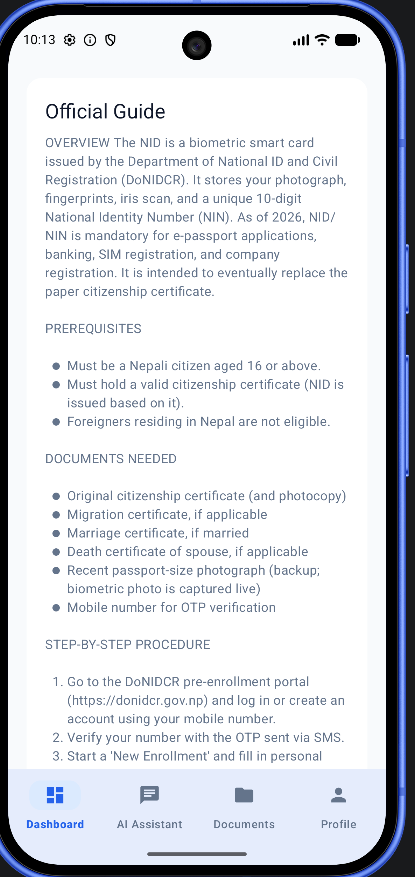 10:13
Official Guide
OVERVIEW The NID is a biometric smart card
issued by the Department of National ID and Civil
Registration (DoNIDCR). It stores your photograph,
fingerprints, iris scan, and a unique 10-digit
National Identity Number (NIN). As of 2026, NID/
NIN is mandatory for e-passport applications,
banking, SIM registration, and company
registration. It is intended to eventually replace the
paper citizenship certificate.
PREREQUISITES
● Must be a Nepali citizen aged 16 or above.
● Must hold a valid citizenship certificate (NID is
issued based on it).
● Foreigners residing in Nepal are not eligible.
DOCUMENTS NEEDED
● Original citizenship certificate (and photocopy)
● Migration certificate, if applicable
● Marriage certificate, if married
● Death certificate of spouse, if applicable
● Recent passport-size photograph (backup;
biometric photo is captured live)
● Mobile number for OTP verification
STEP-BY-STEP PROCEDURE
1. Go to the DoNIDCR pre-enrollment portal
(https://donidcr.gov.np) and log in or create an
account using your mobile number.
2. Verify your number with the OTP sent via SMS.
3. Start a 'New Enrollment' and fill in personal
Dashboard AI Assistant Documents Profile